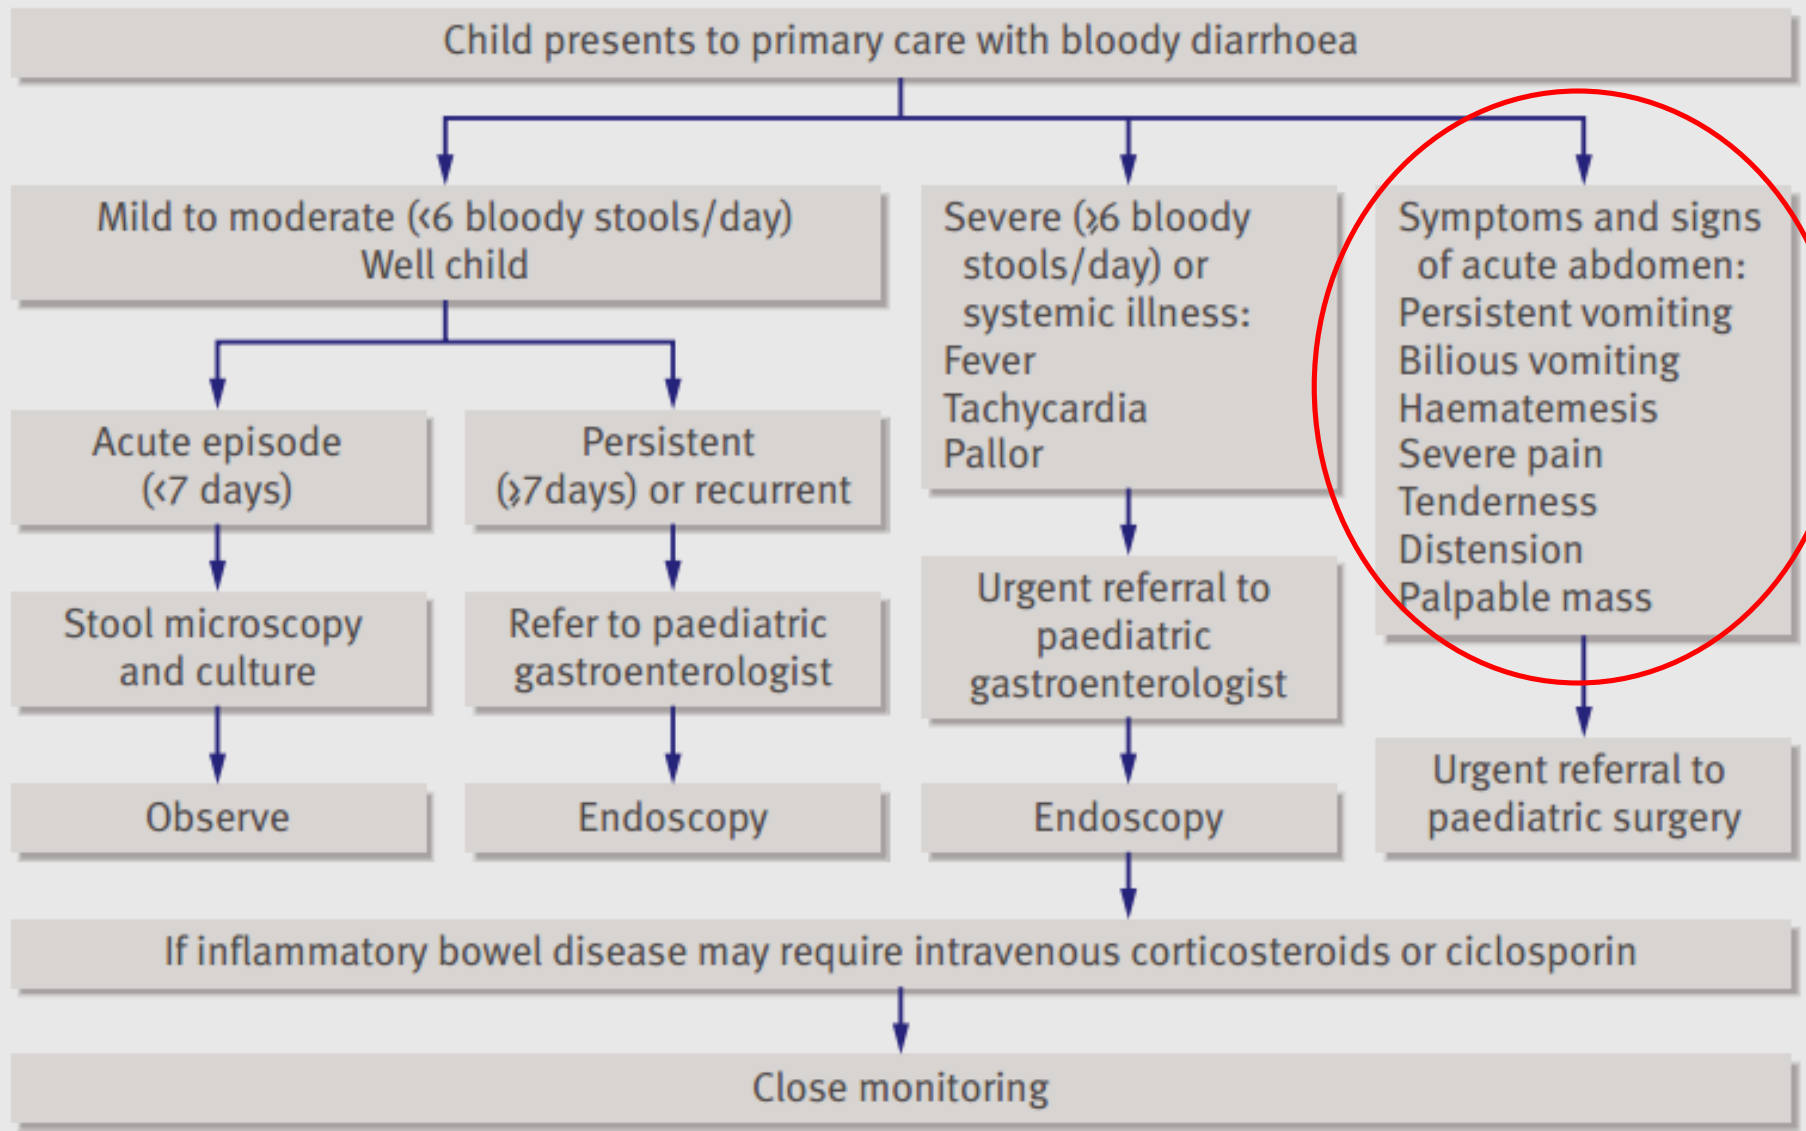 Child presents to primary care with bloody diarrhoea
Mild to moderate (<6 bloody stools/day)
Well child
Severe (≥6 bloody
stools/day) or
systemic illness:
Fever
Tachycardia
Pallor
Symptoms and signs
of acute abdomen:
Persistent vomiting
Bilious vomiting
Haematemesis
Severe pain
Tenderness
Distension
Palpable mass
Acute episode
(<7 days)
Persistent
(≥7days) or recurrent
Stool microscopy
and culture
Refer to paediatric
gastroenterologist
Urgent referral to
paediatric
gastroenterologist
Urgent referral to
paediatric surgery
Observe
Endoscopy
Endoscopy
If inflammatory bowel disease may require intravenous corticosteroids or ciclosporin
Close monitoring